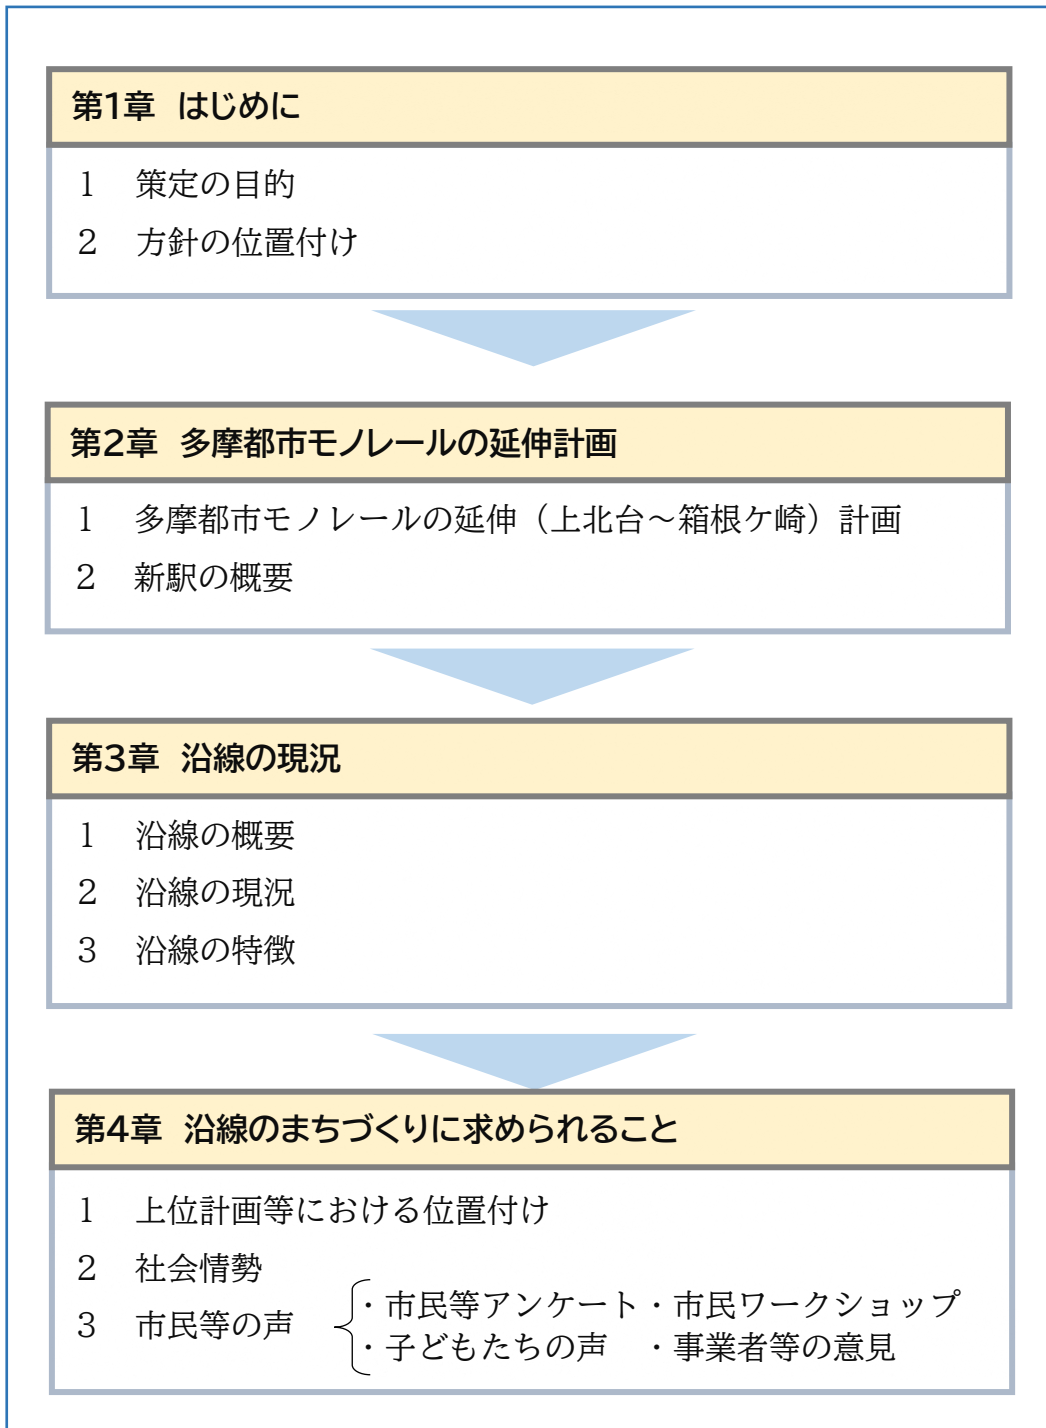 第1章 はじめに
1 策定の目的
2 方針の位置付け
第2章 多摩都市モノレールの延伸計画
1 多摩都市モノレールの延伸（上北台～箱根ケ崎）計画
2 新駅の概要
第3章 沿線の現況
1 沿線の概要
2 沿線の現況
3 沿線の特徴
第4章 沿線のまちづくりに求められること
1 上位計画等における位置付け
2 社会情勢
3 市民等の声
・市民等アンケート・市民ワークショップ
・子どもたちの声 ・事業者等の意見